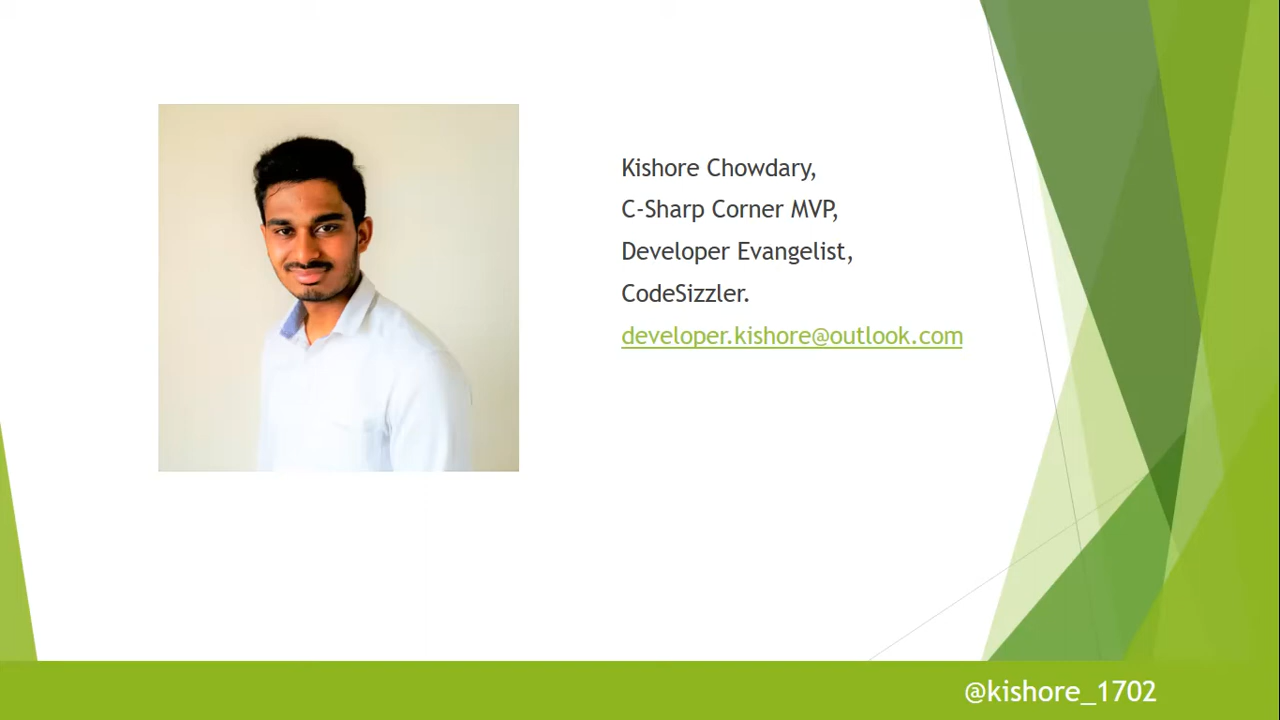 Kishore Chowdary,
C-Sharp Corner MVP,
Developer Evangelist,
CodeSizzler.
developer.kishore@outlook.com
@kishore_1702